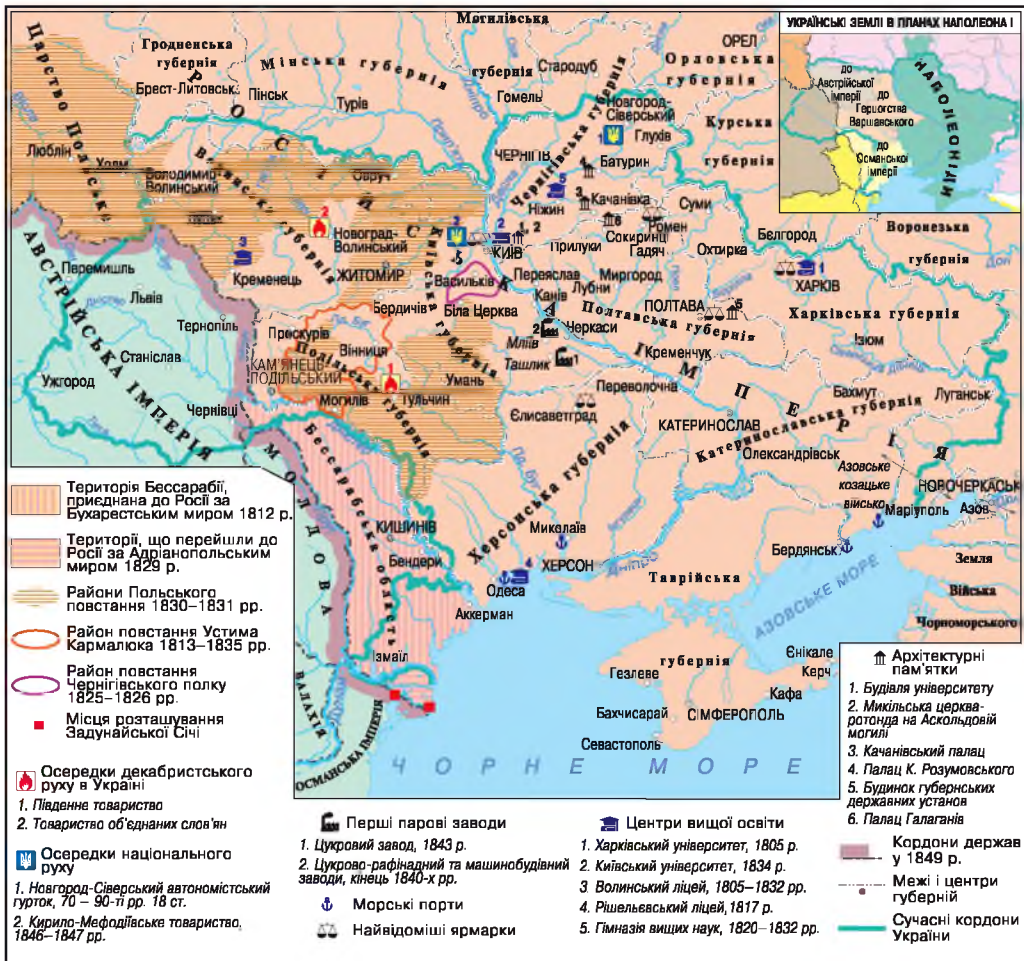 УКРАЇНСЬКІ ЗЕМЛІ В ПЛАНАХ НАПОЛЕОНА І
до
Австрійської
імперії
до
Герцогства
Варшавського
до
Османської
імперії
НАПОЛЕОНІДИ
РОСІЙСЬКА ІМПЕРІЯ
Царство Польське
Гродненська
губернія
Мінська губернія
Могилівська
губернія
Орловська
губернія
ОРЕЛ
Курська
губернія
Воронезька
губернія
Чернігівська губернія
Волинська губернія
Київська губернія
Подільська губернія
Полтавська губернія
Харківська губернія
Катеринославська губернія
Херсонська губернія
Таврійська
губернія
Бессарабська область
Земля
Війська
Чорноморського
АВСТРІЙСЬКА ІМПЕРІЯ
МОЛДОВА
ВАЛАХІЯ
ОСМАНСЬКА ІМПЕРІЯ
ЧОРНЕ МОРЕ
АЗОВСЬКЕ МОРЕ
Брест-Литовськ
Пінськ
Турів
Гомель
Стародуб
Новгород-
Сіверський
Глухів
Люблін
Холм
Володимир
Волинський
Овруч
ЧЕРНІГІВ
Батурин
Ніжин
Качанівка
Суми
Ромен
Сокиринці
Гадяч
Прилуки
Охтирка
Бєлгород
Новоград-
Волинський
КИЇВ
ЖИТОМИР
Васильків
Переяслав
Лубни
Миргород
ПОЛТАВА
ХАРКІВ
Перемишль
Львів
Кременець
Тернопіль
Бердичів
Біла Церква
Канів
Черкаси
Мліїв
Ташлик
Кременчук
Ізюм
Проскурів
Вінниця
КАМ'ЯНЕЦЬ
ПОДІЛЬСЬКИЙ
Могилів
Тульчин
Умань
Переволочна
Єлисаветград
КАТЕРИНОСЛАВ
Бахмут
Луганськ
Станіслав
Ужгород
Чернівці
Олександрівськ
Азовське
козацьке
військо
НОВОЧЕРКАСЬК
Азов
Маріуполь
Бердянськ
КИШИНІВ
Бендери
Миколаїв
ХЕРСОН
Одеса
Аккерман
Ізмаїл
Гезлеве
Бахчисарай
СІМФЕРОПОЛЬ
Севастополь
Кафа
Керч
Єнікале
Дніпро
Дністер
Дон
Пд. Буг
Пд. Буг
Територія Бессарабії,
приєднана до Росії за
Бухарестським миром 1812 р.
Території, що перейшли до
Росії за Адріанопольським
миром 1829 р.
Райони Польського
повстання 1830–1831 рр.
Район повстання Устима
Кармалюка 1813–1835 рр.
Район повстання
Чернігівського полку
1825–1826 рр.
Місця розташування
Задунайської Січі
Осередки декабристського
руху в Україні
1. Південне товариство
2. Товариство об'єднаних слов'ян
Осередки національного
руху
1. Новгород-Сіверський автономістський
гурток, 70 – 90-ті рр. 18 ст.
2. Кирило-Мефодіївське товариство,
1846–1847 рр.
Перші парові заводи
1. Цукровий завод, 1843 р.
2. Цукрово-рафінадний та машинобудівний
заводи, кінець 1840-х рр.
Морські порти
Найвідоміші ярмарки
Центри вищої освіти
1. Харківський університет, 1805 р.
2. Київський університет, 1834 р.
3 Волинський ліцей, 1805–1832 рр.
4. Рішельєвський ліцей, 1817 р.
5. Гімназія вищих наук, 1820–1832 рр.
Архітектурні
пам'ятки
1. Будівля університету
2. Микільська церква-
ротонда на Аскольдовій
могилі
3. Качанівський палац
4. Палац К. Розумовського
5. Будинок губернських
державних установ
6. Палац Галаганів
Кордони держав
у 1849 р.
Межі і центри
губерній
Сучасні кордони
України